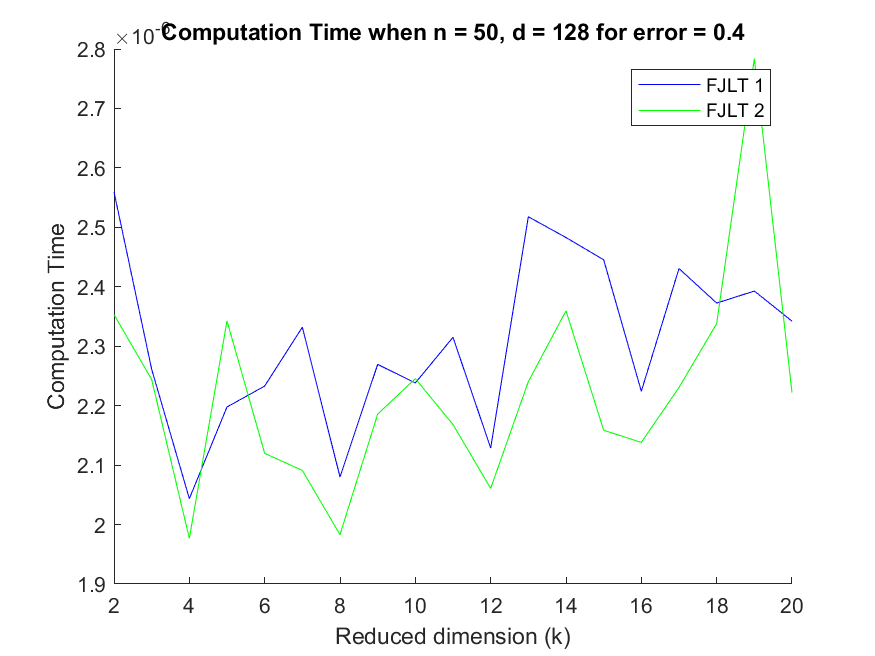 ×10-6
Computation Time when n = 50, d = 128 for error = 0.4
2.8
2.7
2.6
2.5
2.4
2.3
2.2
2.1
2
1.9
Computation Time
FJLT 1
FJLT 2
2 4 6 8 10 12 14 16 18 20
Reduced dimension (k)